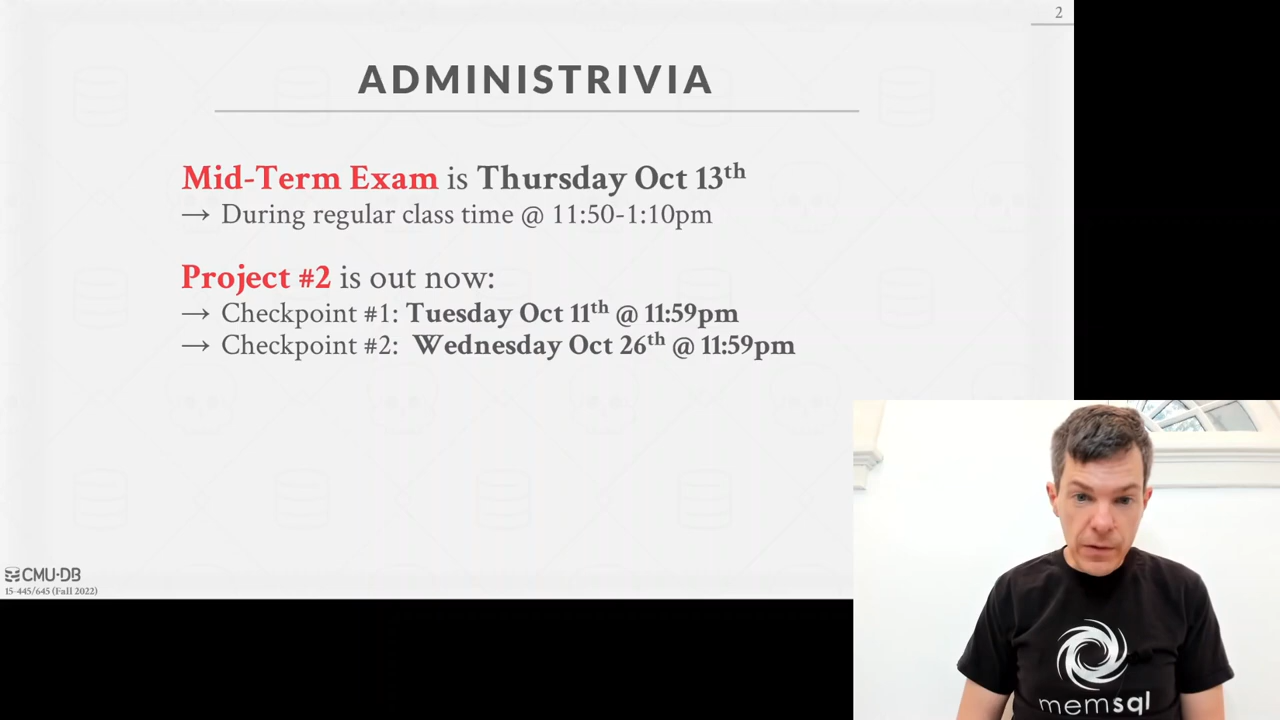 2
ADMINISTRIVIA
Mid-Term Exam is Thursday Oct 13th
→ During regular class time @ 11:50-1:10pm
Project #2 is out now:
→ Checkpoint #1: Tuesday Oct 11th @ 11:59pm
→ Checkpoint #2: Wednesday Oct 26th @ 11:59pm
CMU·DB
15-445/645 (Fall 2022)
memsql